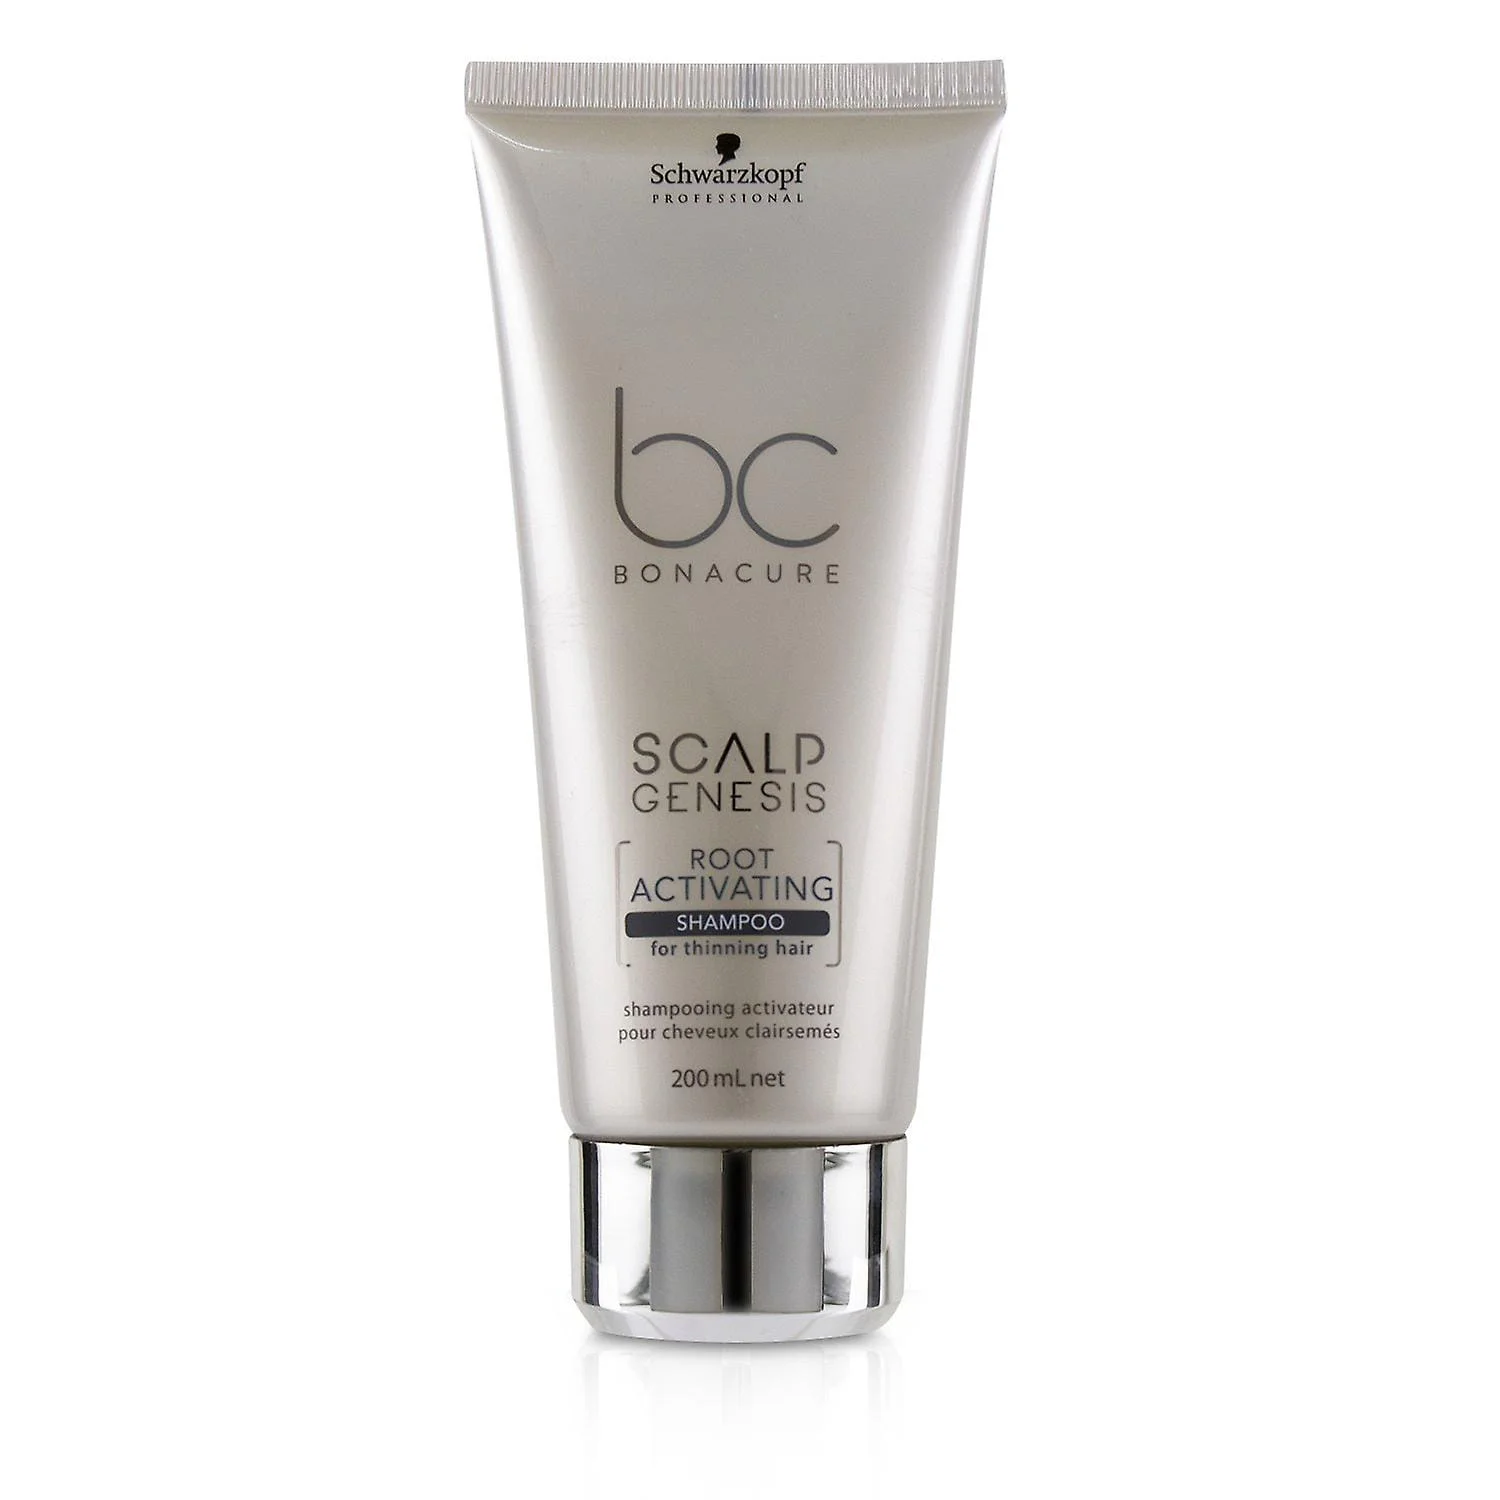 Schwarzkopf
PROFESSIONAL
bc
BONACURE
SCALP
GENESIS
ROOT
ACTIVATING
SHAMPOO
for thinning hair
shampooing activateur
pour cheveux clairsemés
200 mL net